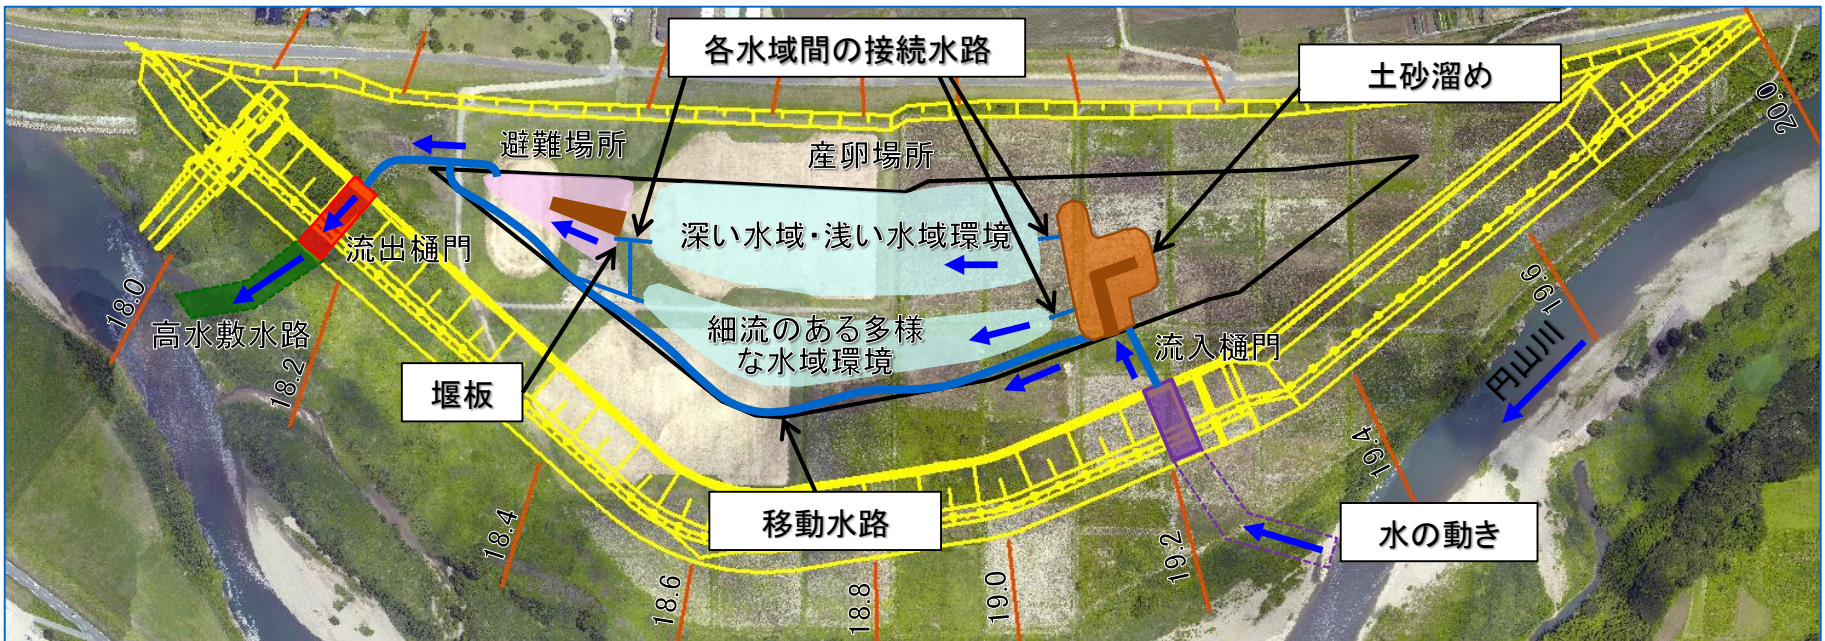 各水域間の接続水路
土砂溜め
20.0
避難場所
産卵場所
深い水域・浅い水域環境
流出樋門
18.0
高水敷水路
18.2
細流のある多様
な水域環境
流入樋門
19.6
円山川
堰板
19.4
移動水路
水の動き
18.4
18.6
18.8
19.0
19.2